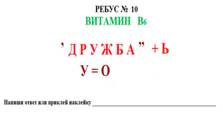 РЕБУС № 10
ВИТАМИН В6
’ДРУЖБА” + Ь
У = О
Напиши ответ или приклей наклейку